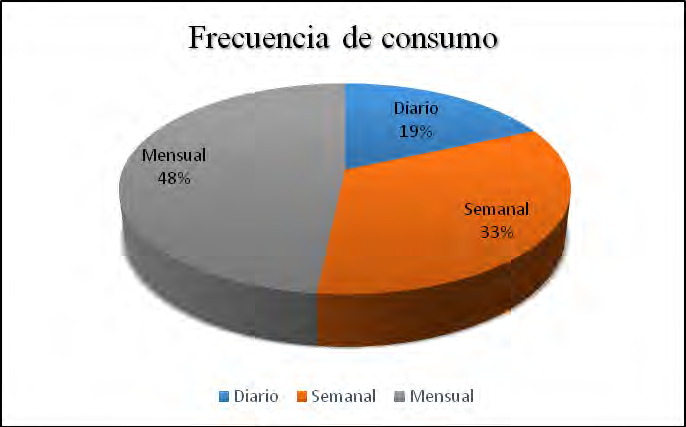 Frecuencia de consumo
Diario
19%
Mensual
48%
Semanal
33%
Diario Semanal Mensual